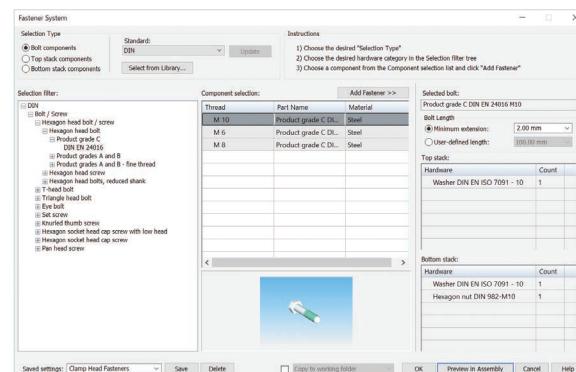 Fastener System
Selection Type
Bolt components
Top stack components
Bottom stack components
Standard:
DIN
Update
Select from Library...
Instructions
1) Choose the desired "Selection Type"
2) Choose the desired hardware category in the Selection filter tree
3) Choose a component from the Component selection list and click "Add Fastener"
Selection filter:
DIN
Bolt / Screw
Hexagon head bolt / screw
Hexagon head bolt
Product grade C
DIN EN 24016
Product grades A and B
Product grades A and B - fine thread
Hexagon head screw
Hexagon head bolts, reduced shank
T-head bolt
Triangle head bolt
Eye bolt
Set screw
Knurled thumb screw
Hexagon socket head cap screw with low head
Hexagon socket head cap screw
Pan head screw
Component selection:
Add Fastener >>
Thread Part Name Material
M 10 Product grade C DI... Steel
M 6 Product grade C DI... Steel
M 8 Product grade C DI... Steel
Selected bolt:
Product grade C DIN EN 24016 M10
Bolt Length
Minimum extension: 2.00 mm
User-defined length: 100.00 mm
Top stack:
Hardware Count
Washer DIN EN ISO 7091 - 10 1
Bottom stack:
Hardware Count
Washer DIN EN ISO 7091 - 10 1
Hexagon nut DIN 982-M10 1
Saved settings: Clamp Head Fasteners Save Delete Copy to working folder OK Preview in Assembly Cancel Help